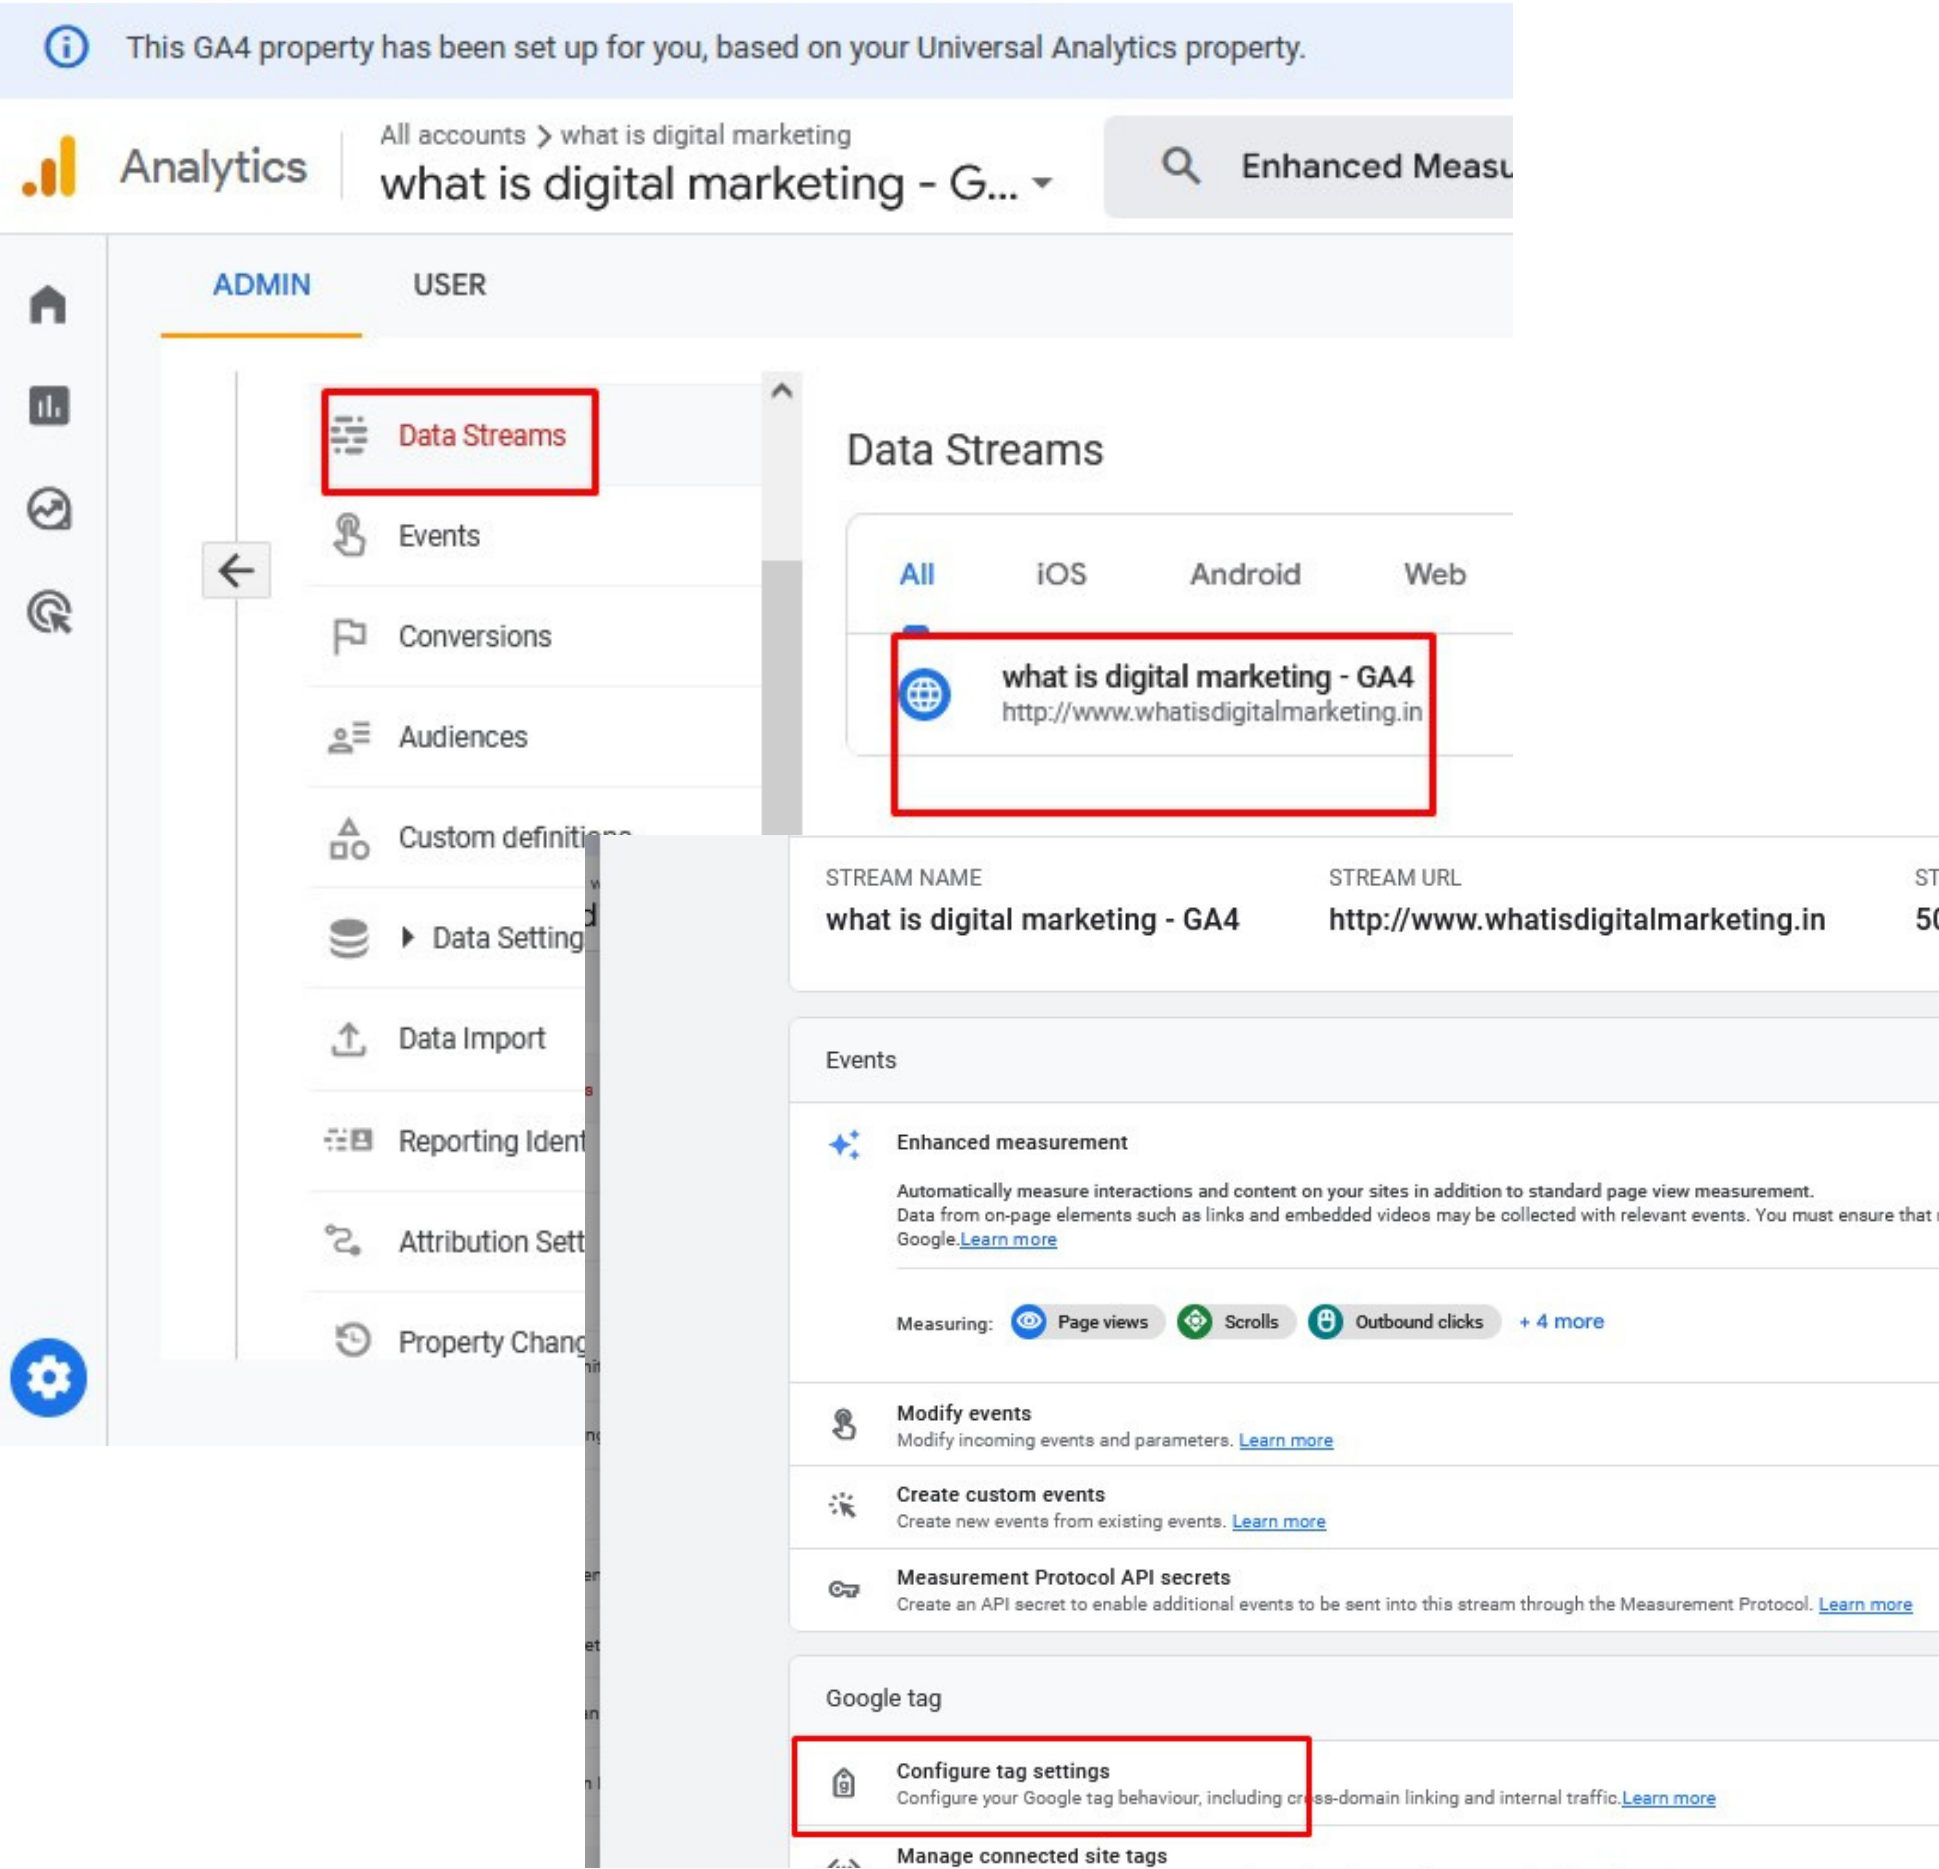 This GA4 property has been set up for you, based on your Universal Analytics property.
Analytics
All accounts > what is digital marketing
what is digital marketing - G...
Enhanced Measu
ADMIN
USER
Data Streams
Events
Conversions
Audiences
Custom definitions
Data Setting
Data Import
Reporting Ident
Attribution Sett
Property Chang
Data Streams
All
iOS
Android
Web
what is digital marketing - GA4
http://www.whatisdigitalmarketing.in
STREAM NAME
STREAM URL
ST
what is digital marketing - GA4
http://www.whatisdigitalmarketing.in
50
Events
Enhanced measurement
Automatically measure interactions and content on your sites in addition to standard page view measurement.
Data from on-page elements such as links and embedded videos may be collected with relevant events. You must ensure that
Google.Learn more
Measuring:
Page views
Scrolls
Outbound clicks
+ 4 more
Modify events
Modify incoming events and parameters. Learn more
Create custom events
Create new events from existing events. Learn more
Measurement Protocol API secrets
Create an API secret to enable additional events to be sent into this stream through the Measurement Protocol. Learn more
Google tag
Configure tag settings
Configure your Google tag behaviour, including cross-domain linking and internal traffic.Learn more
Manage connected site tags